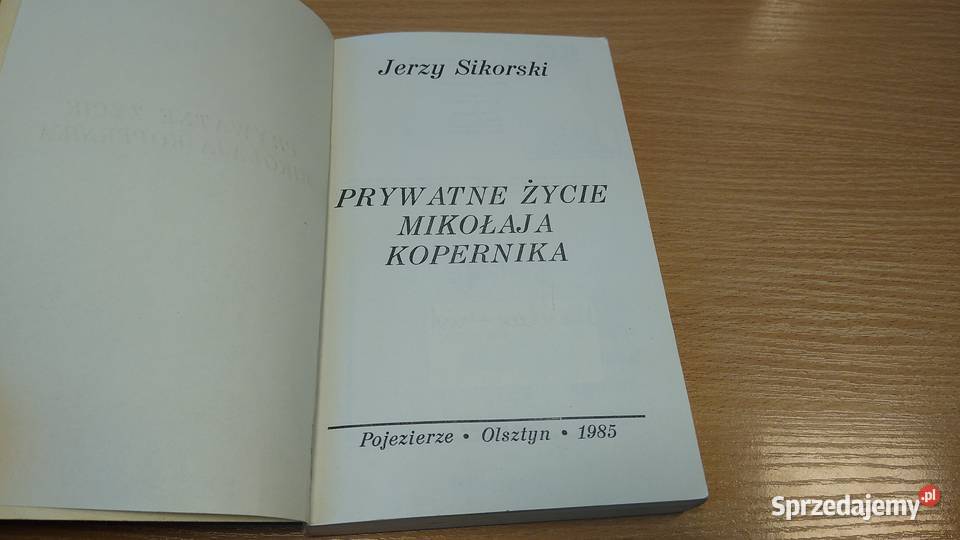 Jerzy Sikorski
PRYWATNE ŻYCIE
MIKOŁAJA
KOPERNIKA
Pojezierze • Olsztyn • 1985
Sprzedajemy.pl